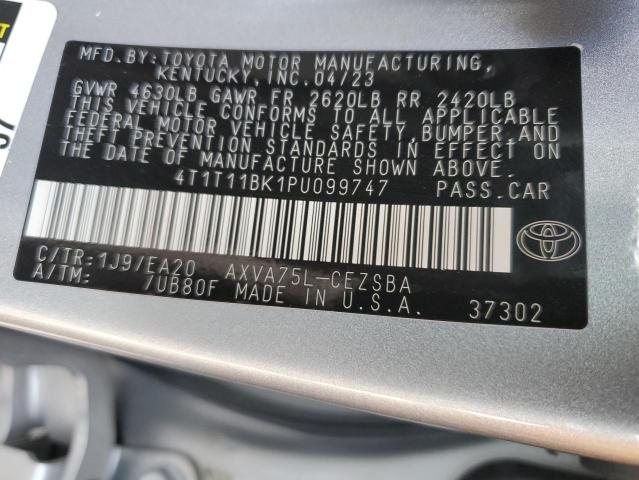 MFD.BY:TOYOTA MOTOR MANUFACTURING,
KENTUCKY,INC.04/23
GVWR 4630LB GAWR FR 2620LB RR 2420LB
THIS VEHICLE CONFORMS TO ALL APPLICABLE
FEDERAL MOTOR VEHICLE SAFETY, BUMPER, AND
THEFT PREVENTION STANDARDS IN EFFECT ON
THE DATE OF MANUFACTURE SHOWN ABOVE.
4T1T11BK1PU099747 PASS.CAR
C/TR:1J9/EA20 AXVA75L-CEZSBA
A/TM: 7UB80F MADE IN U.S.A. 37302